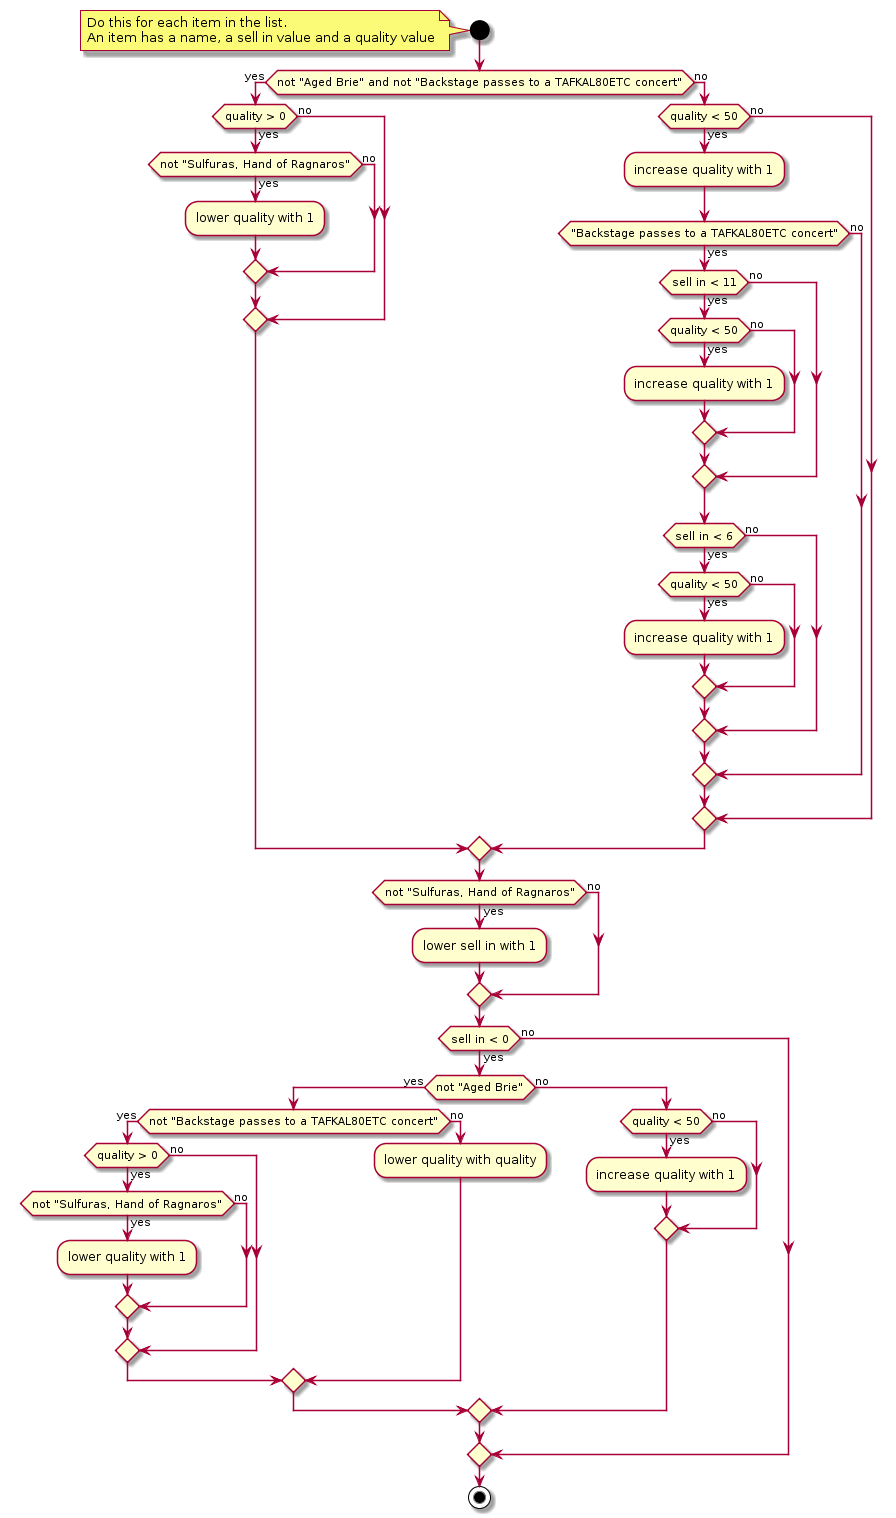 Do this for each item in the list.
An item has a name, a sell in value and a quality value
yes
not "Aged Brie" and not "Backstage passes to a TAFKAL80ETC concert"
no
quality > 0
no
yes
not "Sulfuras, Hand of Ragnaros"
no
yes
lower quality with 1
quality < 50
no
yes
increase quality with 1
"Backstage passes to a TAFKAL80ETC concert"
no
yes
sell in < 11
no
yes
quality < 50
no
yes
increase quality with 1
sell in < 6
no
yes
quality < 50
no
yes
increase quality with 1
not "Sulfuras, Hand of Ragnaros"
no
yes
lower sell in with 1
sell in < 0
no
yes
yes
not "Aged Brie"
no
yes
not "Backstage passes to a TAFKAL80ETC concert"
no
quality > 0
no
yes
not "Sulfuras, Hand of Ragnaros"
no
yes
lower quality with 1
lower quality with quality
quality < 50
no
yes
increase quality with 1